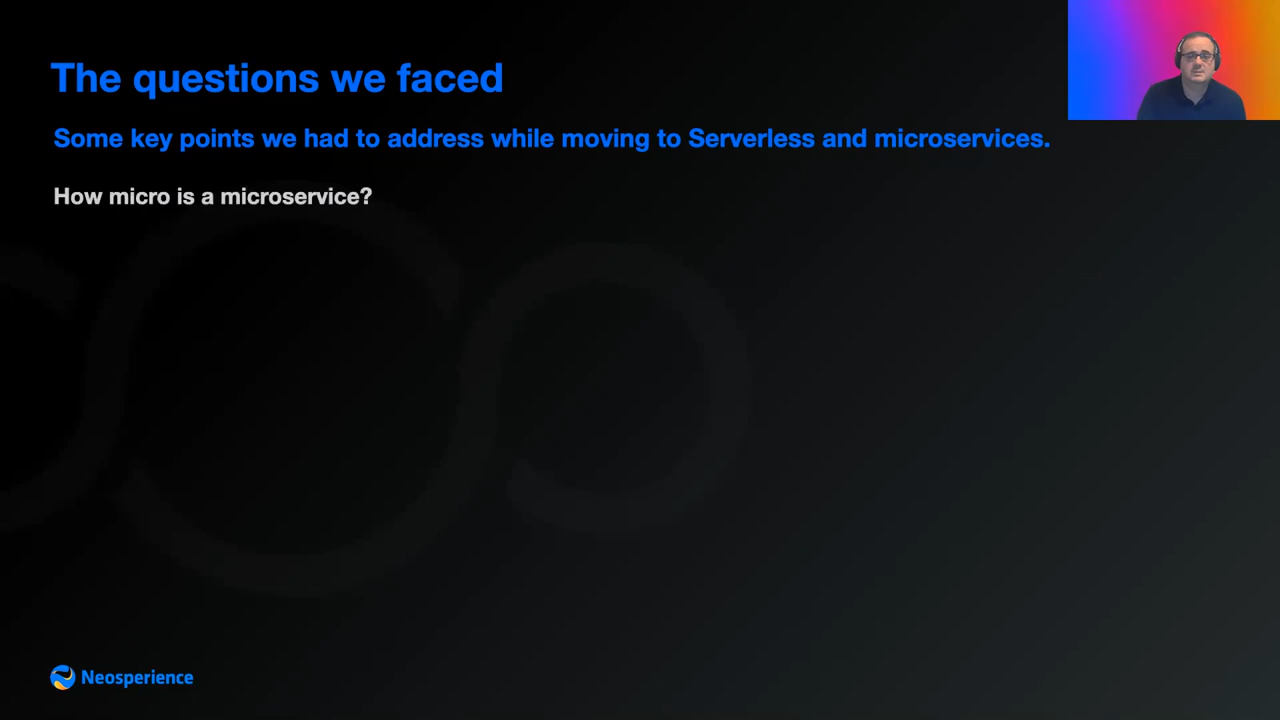 The questions we faced
Some key points we had to address while moving to Serverless and microservices.
How micro is a microservice?
Neosperience